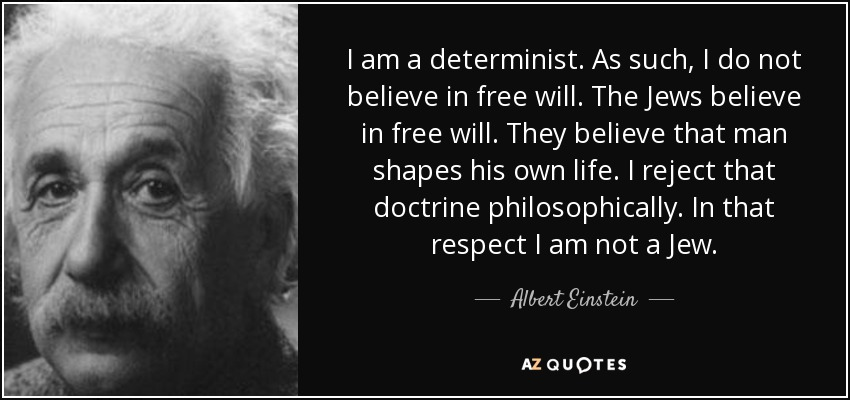 I am a determinist. As such, I do not
believe in free will. The Jews believe
in free will. They believe that man
shapes his own life. I reject that
doctrine philosophically. In that
respect I am not a Jew.
Albert Einstein
AZ QUOTES